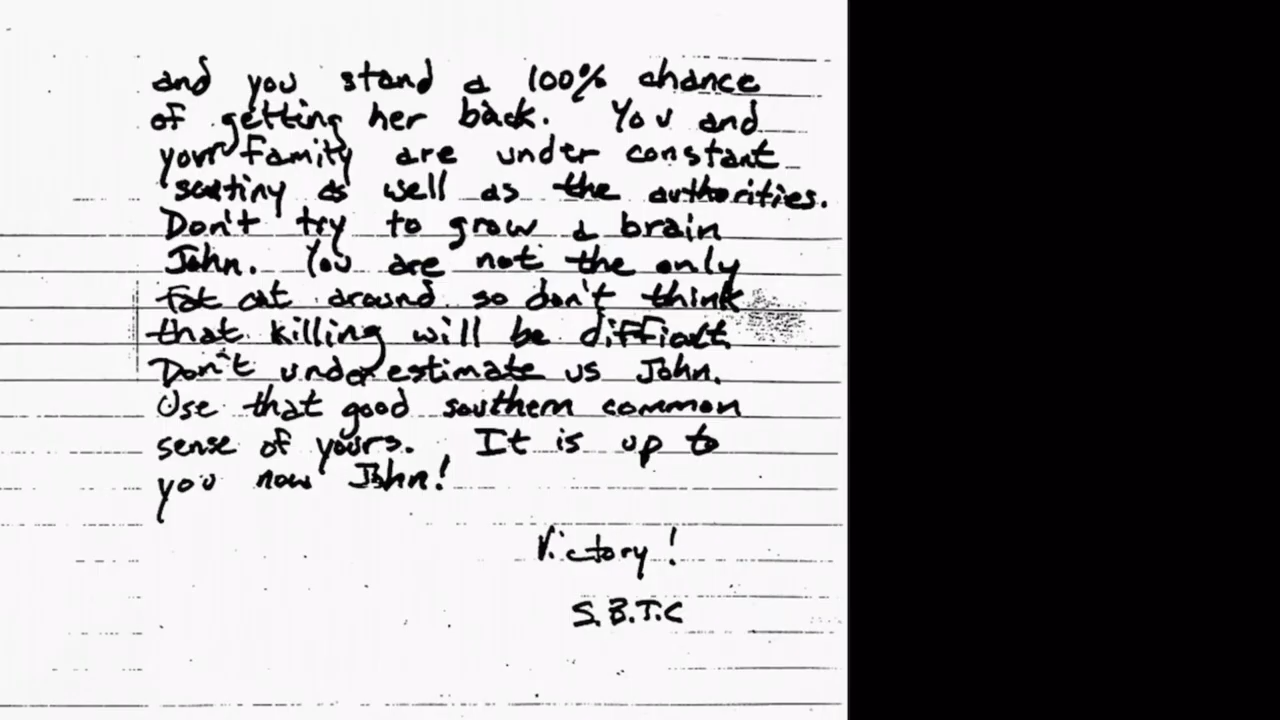 and you stand a 100% chance
of getting her back. You and
your family are under constant
scutiny as well as the authorities.
Don't try to grow a brain
John. You are not the only
fat cat around so don't think
that killing will be difficult.
Don't underestimate us John.
Use that good southern common
sense of yours. It is up to
you now John!
Victory!
S.B.T.C